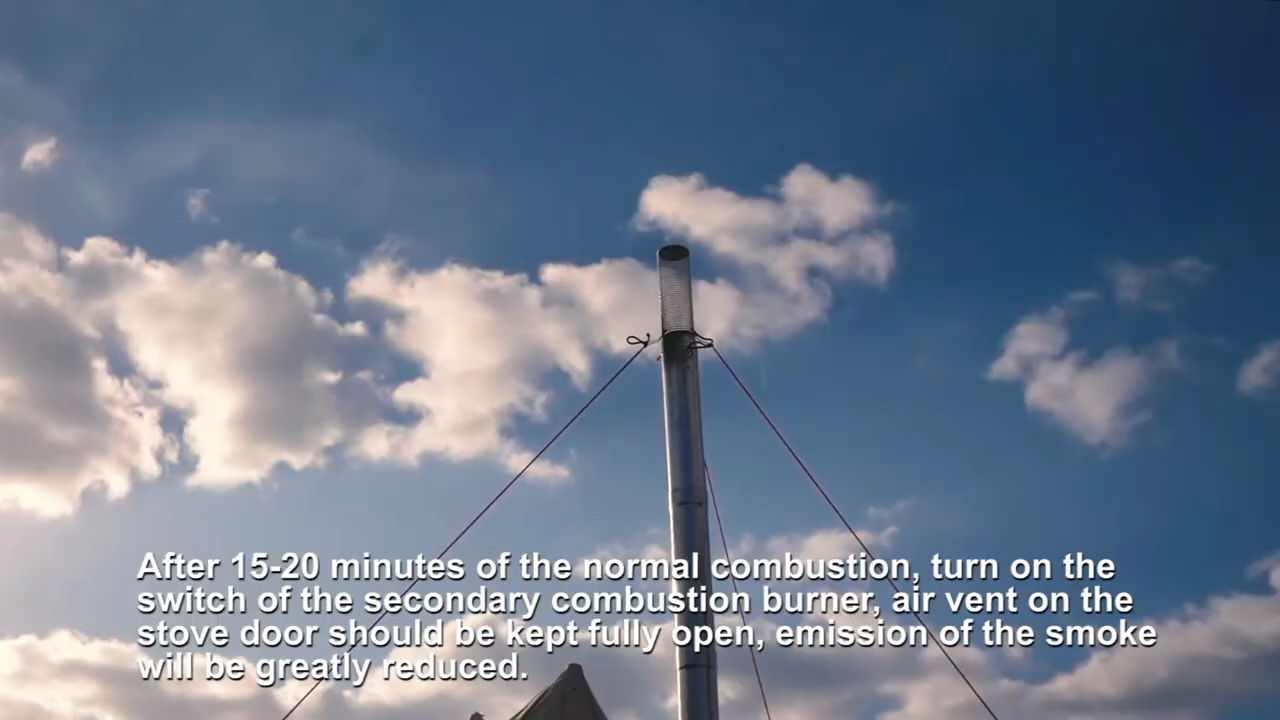 After 15-20 minutes of the normal combustion, turn on the
switch of the secondary combustion burner, air vent on the
stove door should be kept fully open, emission of the smoke
will be greatly reduced.